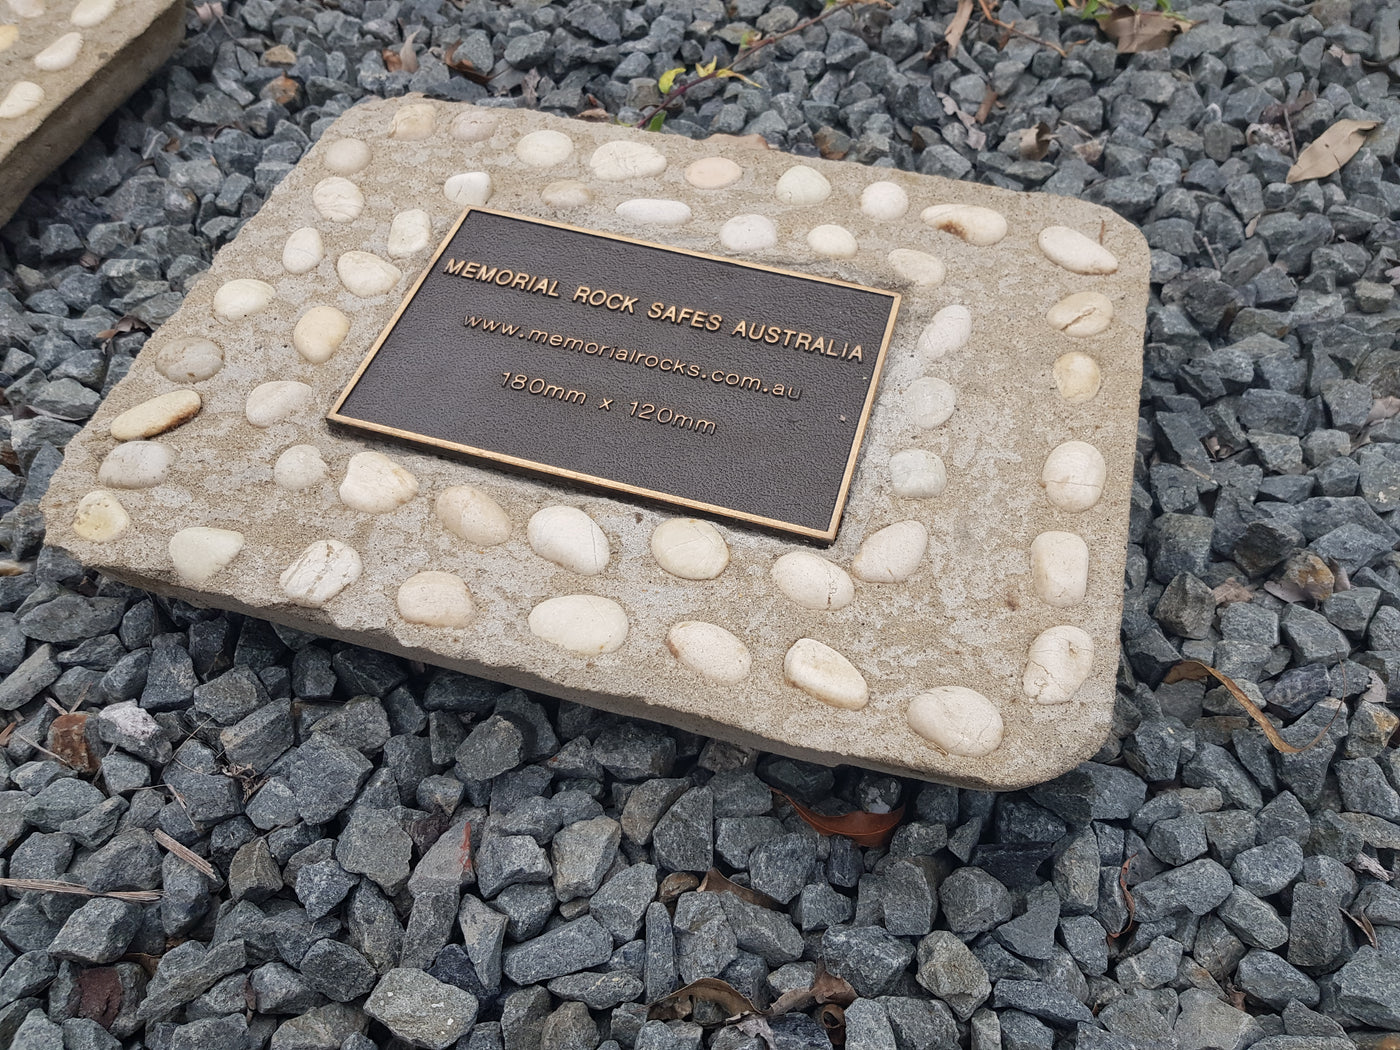 MEMORIAL ROCK SAFES AUSTRALIA
www.memorialrocks.com.au
180mm x 120mm